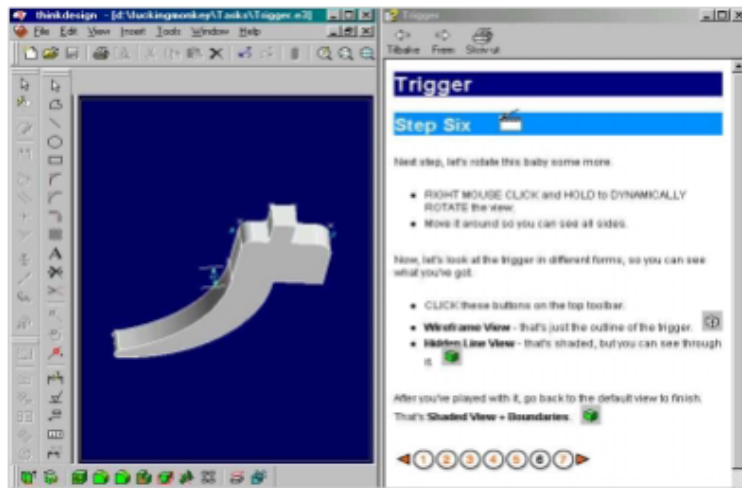 thinkdesign - [d:\luckingmonkey\Tasks\Trigger.e3]
File Edit View Insert Tools Window Help
A
Trigger
Tilbake Frem Skriv ut
Trigger
Step Six
Next step, let's rotate this baby some more.
• RIGHT MOUSE CLICK and HOLD to DYNAMICALLY
ROTATE the view.
• Move it around so you can see all sides.
Now, let's look at the trigger in different forms, so you can see
what you've got.
• CLICK these buttons on the top toolbar.
• Wireframe View - that's just the outline of the trigger.
• Hidden Line View - that's shaded, but you can see through
it.
After you've played with it, go back to the default view to finish.
That's Shaded View + Boundaries.
1 2 3 4 5 6 7